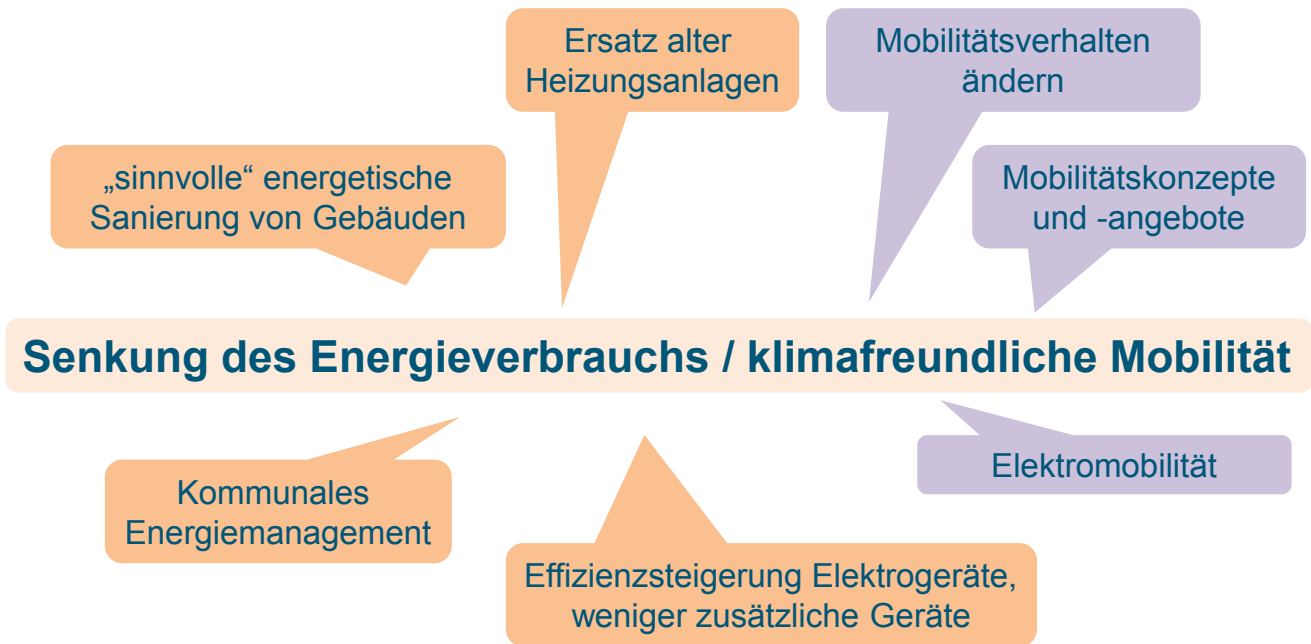 Ersatz alter
Heizungsanlagen
Mobilitätsverhalten
ändern
„sinnvolle“ energetische
Sanierung von Gebäuden
Mobilitätskonzepte
und -angebote
Senkung des Energieverbrauchs / klimafreundliche Mobilität
Kommunales
Energiemanagement
Elektromobilität
Effizienzsteigerung Elektrogeräte,
weniger zusätzliche Geräte